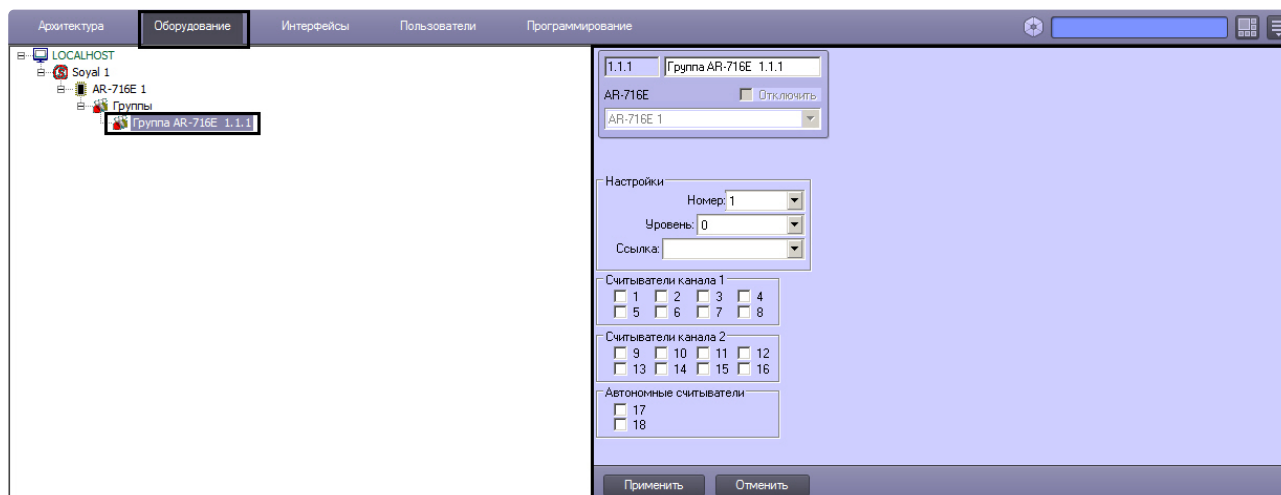 Архитектура Оборудование Интерфейсы Пользователи Программирование
LOCALHOST
Soyal 1
AR-716E 1
Группы
Группа AR-716E 1.1.1
1.1.1 Группа AR-716E 1.1.1
AR-716E Отключить
AR-716E 1
Настройки
Номер: 1
Уровень: 0
Ссылка:
Считыватели канала 1
1 2 3 4
5 6 7 8
Считыватели канала 2
9 10 11 12
13 14 15 16
Автономные считыватели
17
18
Применить Отменить